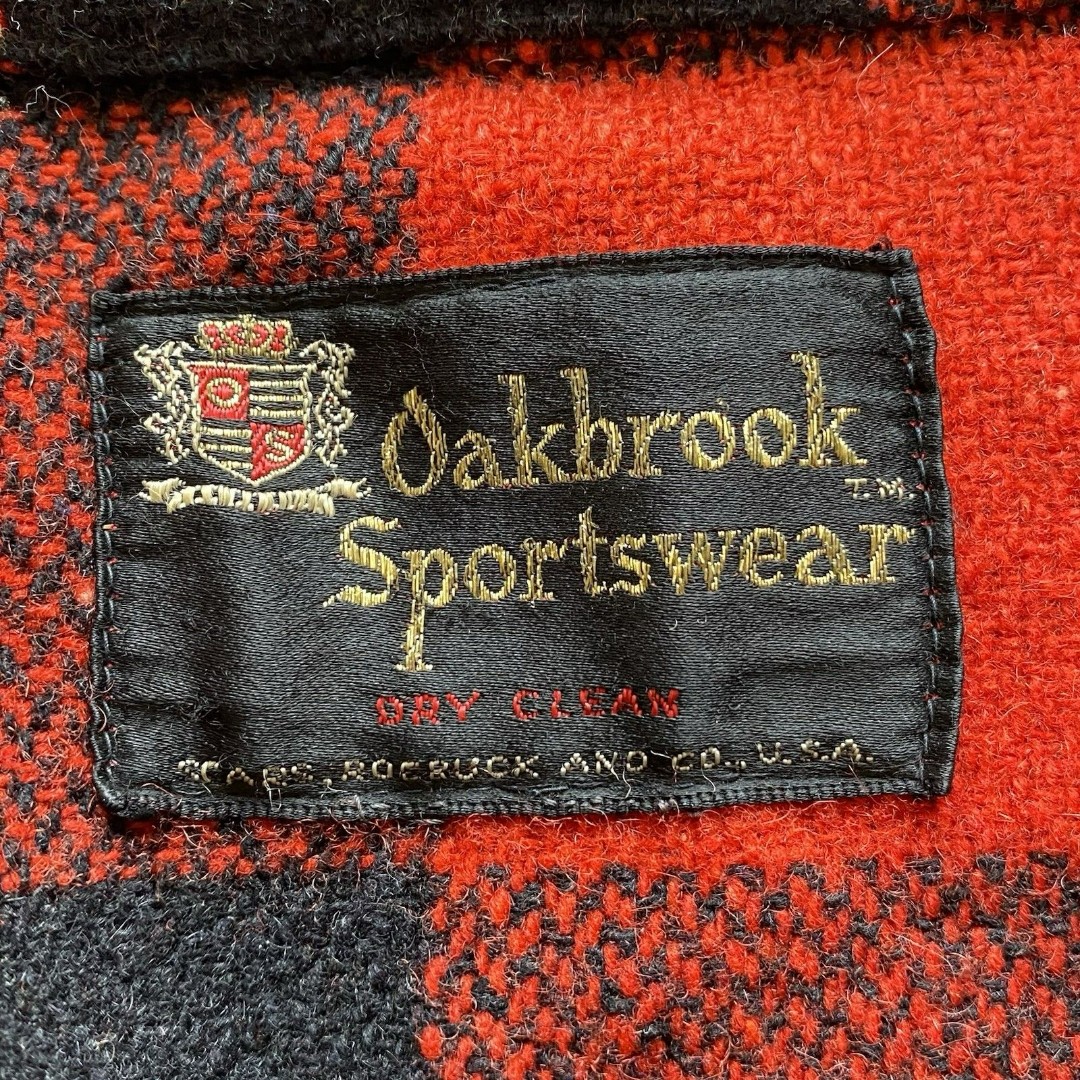 O
S
Oakbrook
T.M.
Sportswear
DRY CLEAN
SEARS, ROEBUCK AND CO., U.S.A.